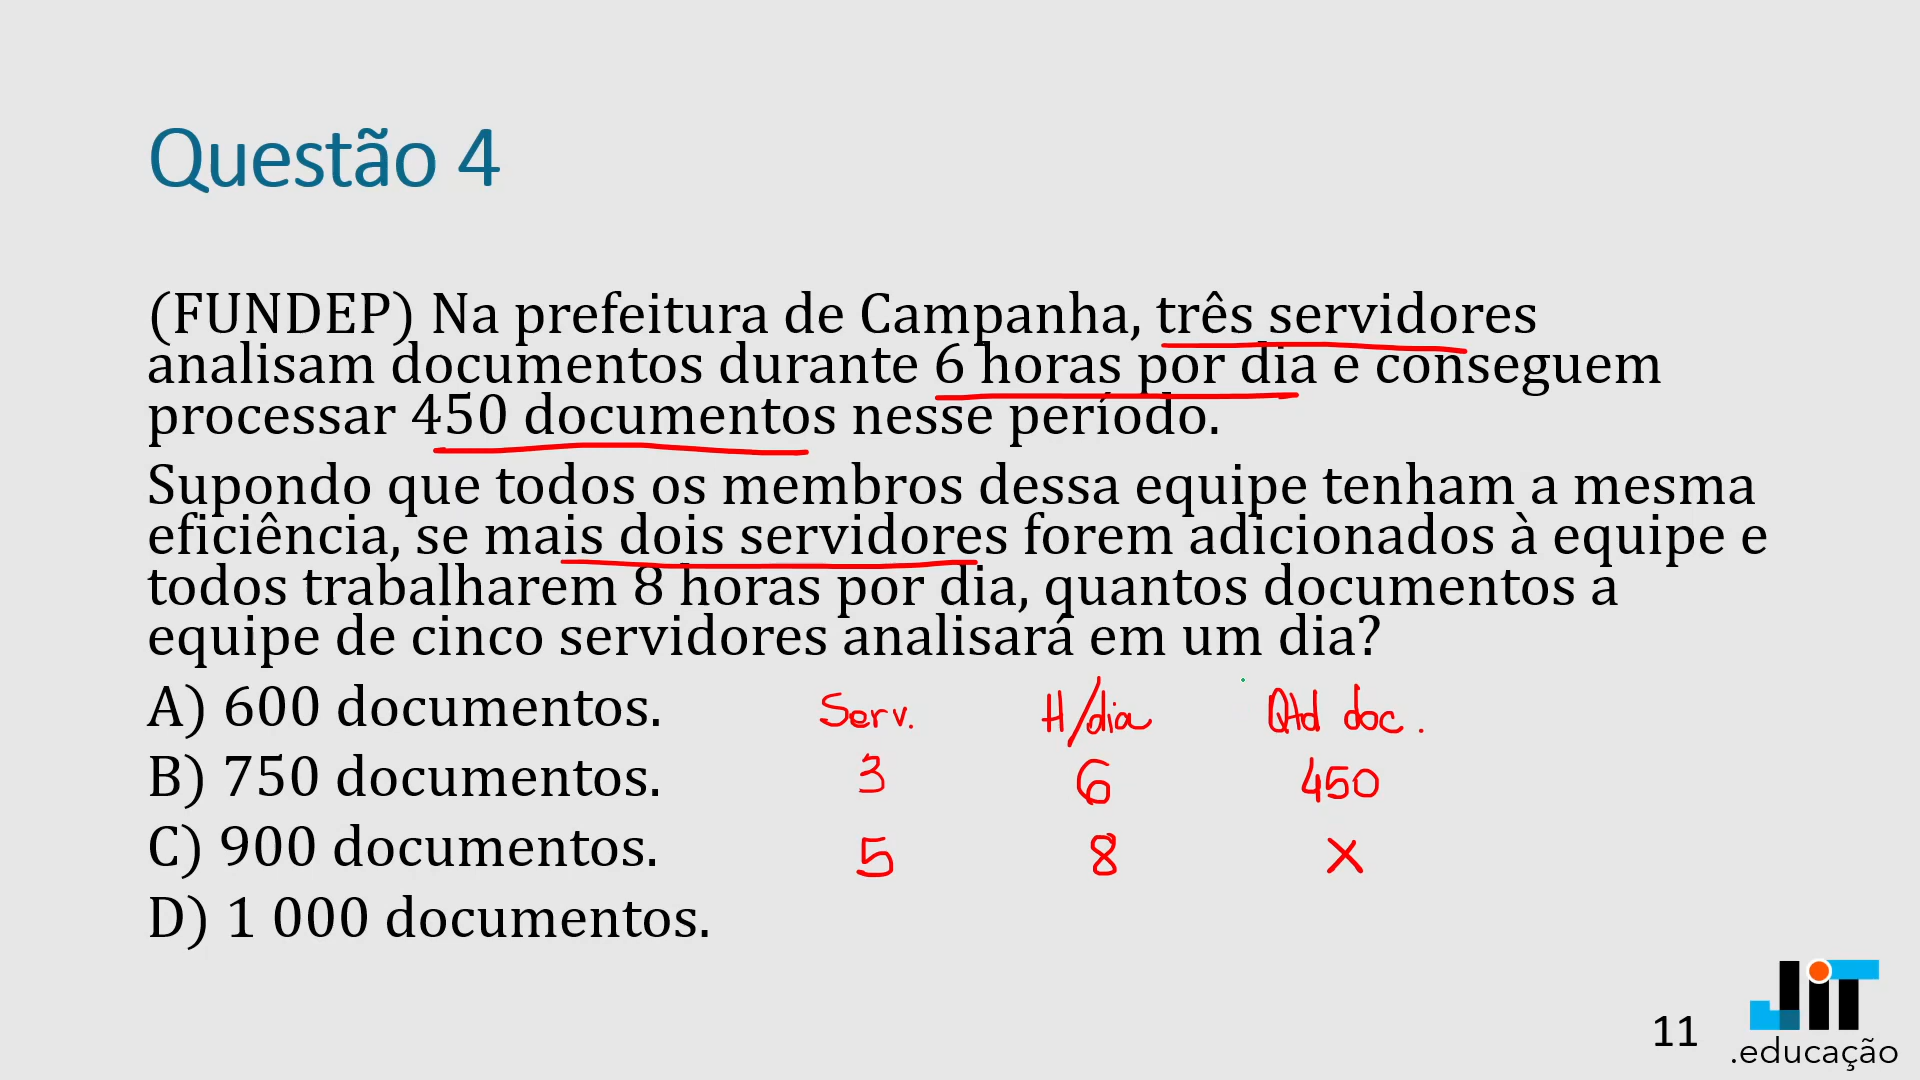 Questão 4
(FUNDEP) Na prefeitura de Campanha, três servidores
analisam documentos durante 6 horas por dia e conseguem
processar 450 documentos nesse período.
Supondo que todos os membros dessa equipe tenham a mesma
eficiência, se mais dois servidores forem adicionados à equipe e
todos trabalharem 8 horas por dia, quantos documentos a
equipe de cinco servidores analisará em um dia?
A) 600 documentos.
B) 750 documentos.
C) 900 documentos.
D) 1 000 documentos.
Serv. H/dia Qtd doc.
3 6 450
5 8 X
11
JiT
.educação